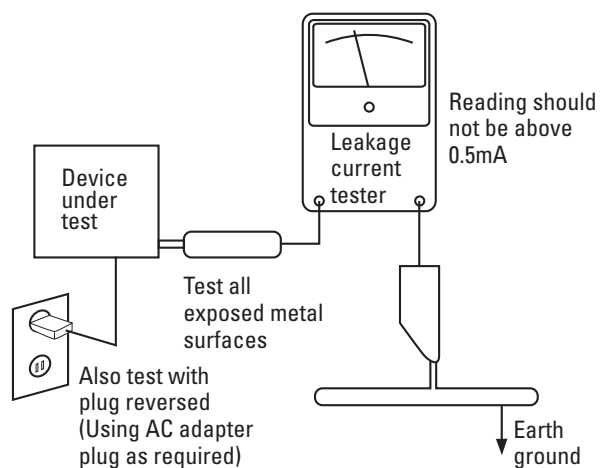 Leakage
current
tester
Reading should
not be above
0.5mA
Device
under
test
Test all
exposed metal
surfaces
Also test with
plug reversed
(Using AC adapter
plug as required)
Earth
ground